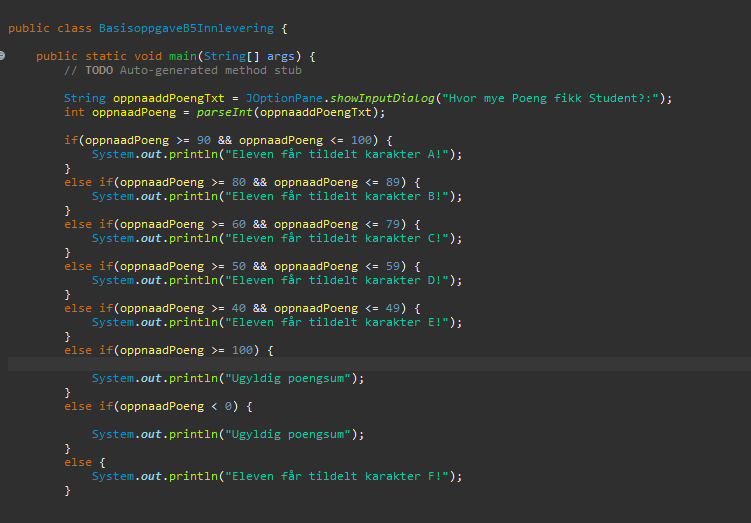 public class BasisoppgaveB5Innlevering {
public static void main(String[] args) {
// TODO Auto-generated method stub
String oppnaaddPoengTxt = JOptionPane.showInputDialog("Hvor mye Poeng fikk Student?:");
int oppnaadPoeng = parseInt(oppnaaddPoengTxt);
if(oppnaadPoeng >= 90 && oppnaadPoeng <= 100) {
System.out.println("Eleven får tildelt karakter A!");
}
else if(oppnaadPoeng >= 80 && oppnaadPoeng <= 89) {
System.out.println("Eleven får tildelt karakter B!");
}
else if(oppnaadPoeng >= 60 && oppnaadPoeng <= 79) {
System.out.println("Eleven får tildelt karakter C!");
}
else if(oppnaadPoeng >= 50 && oppnaadPoeng <= 59) {
System.out.println("Eleven får tildelt karakter D!");
}
else if(oppnaadPoeng >= 40 && oppnaadPoeng <= 49) {
System.out.println("Eleven får tildelt karakter E!");
}
else if(oppnaadPoeng >= 100) {
System.out.println("Ugyldig poengsum");
}
else if(oppnaadPoeng < 0) {
System.out.println("Ugyldig poengsum");
}
else {
System.out.println("Eleven får tildelt karakter F!");
}